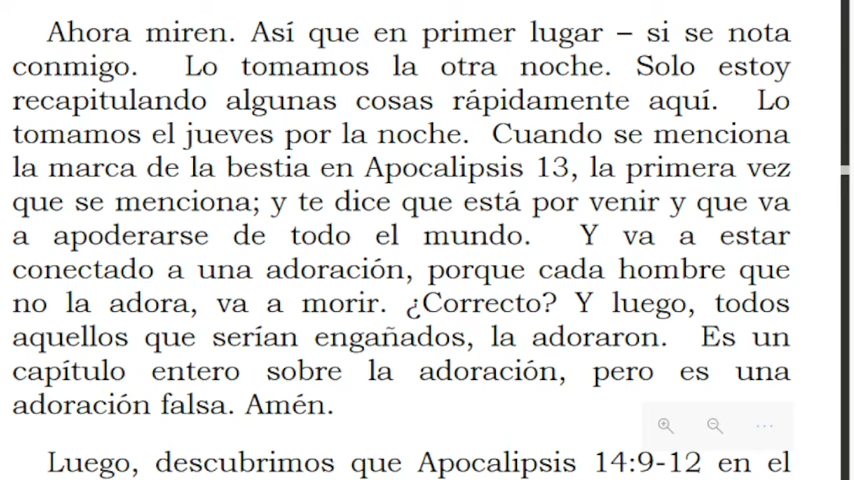 Ahora miren. Así que en primer lugar – si se nota
conmigo. Lo tomamos la otra noche. Solo estoy
recapitulando algunas cosas rápidamente aquí. Lo
tomamos el jueves por la noche. Cuando se menciona
la marca de la bestia en Apocalipsis 13, la primera vez
que se menciona; y te dice que está por venir y que va
a apoderarse de todo el mundo. Y va a estar
conectado a una adoración, porque cada hombre que
no la adora, va a morir. ¿Correcto? Y luego, todos
aquellos que serían engañados, la adoraron. Es un
capítulo entero sobre la adoración, pero es una
adoración falsa. Amén.
Luego, descubrimos que Apocalipsis 14:9-12 en el